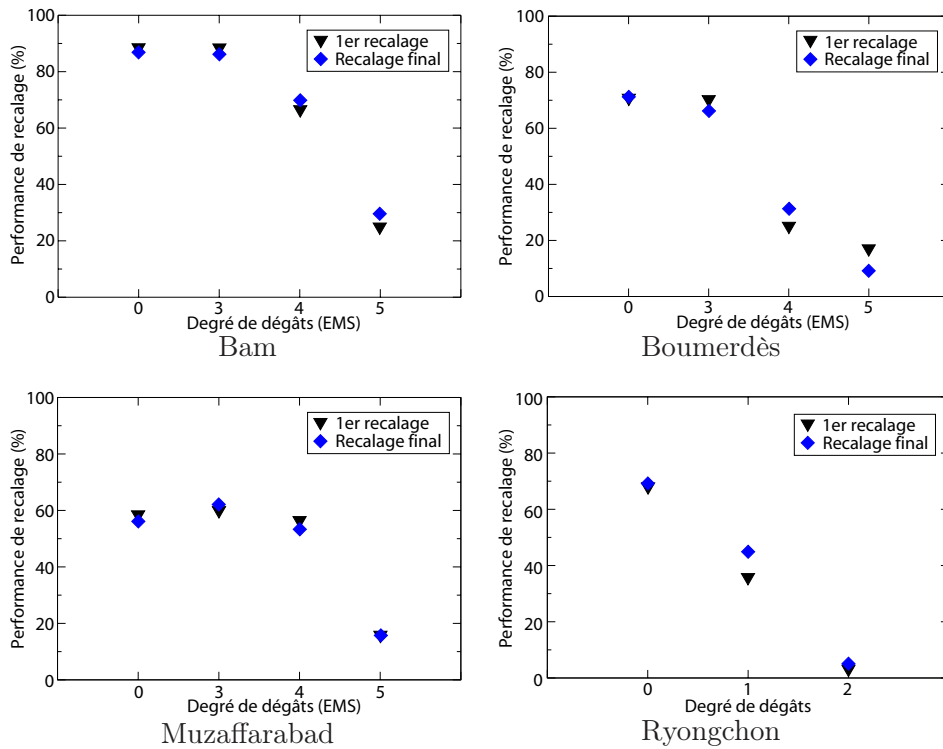 Performance de recalage (%)
100
80
60
40
20
0
1er recalage
Recalage final
0 3 4 5
Degré de dégâts (EMS)
Bam
Performance de recalage (%)
100
80
60
40
20
0
1er recalage
Recalage final
0 3 4 5
Degré de dégâts (EMS)
Boumerdès
Performance de recalage (%)
100
80
60
40
20
0
1er recalage
Recalage final
0 3 4 5
Degré de dégâts (EMS)
Muzaffarabad
Performance de recalage (%)
100
80
60
40
20
0
1er recalage
Recalage final
0 1 2
Degré de dégâts
Ryongchon